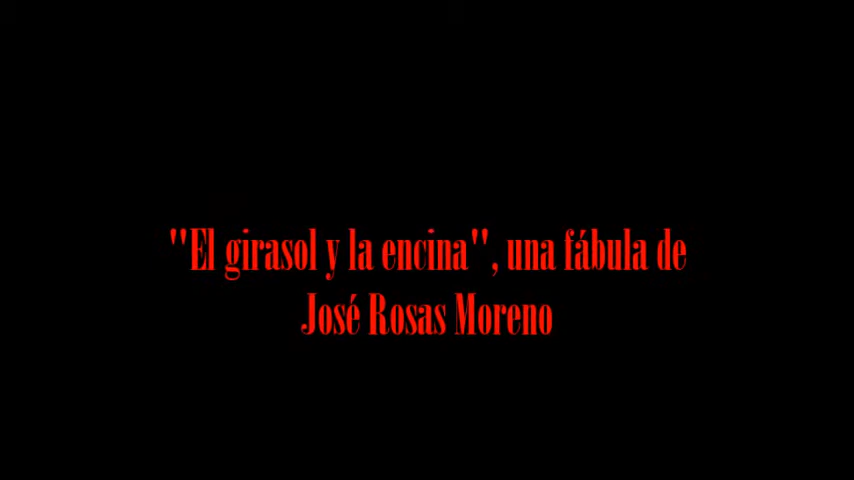 "El girasol y la encina", una fábula de
José Rosas Moreno